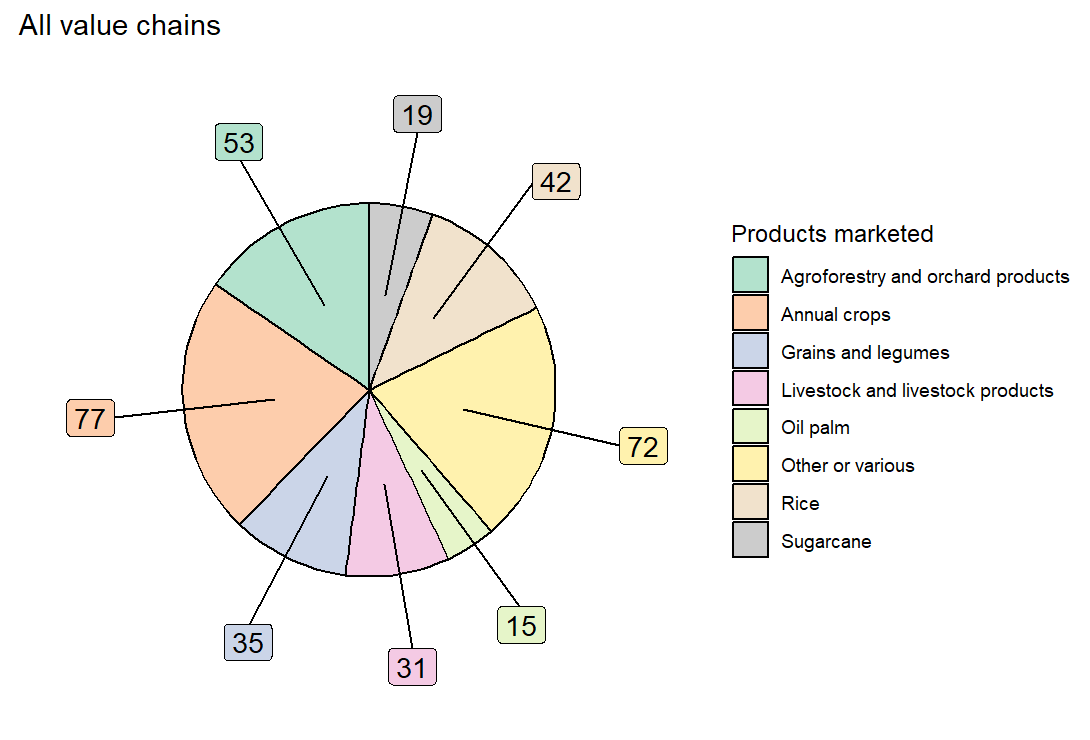 All value chains
19
53
42
77
72
35
31
15
Products marketed
Agroforestry and orchard products
Annual crops
Grains and legumes
Livestock and livestock products
Oil palm
Other or various
Rice
Sugarcane